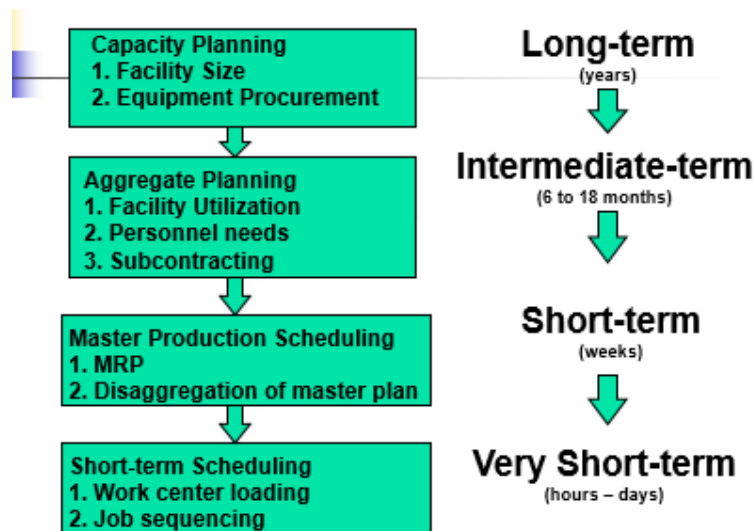 Capacity Planning
1. Facility Size
2. Equipment Procurement
Long-term
(years)
Aggregate Planning
1. Facility Utilization
2. Personnel needs
3. Subcontracting
Intermediate-term
(6 to 18 months)
Master Production Scheduling
1. MRP
2. Disaggregation of master plan
Short-term
(weeks)
Short-term Scheduling
1. Work center loading
2. Job sequencing
Very Short-term
(hours – days)